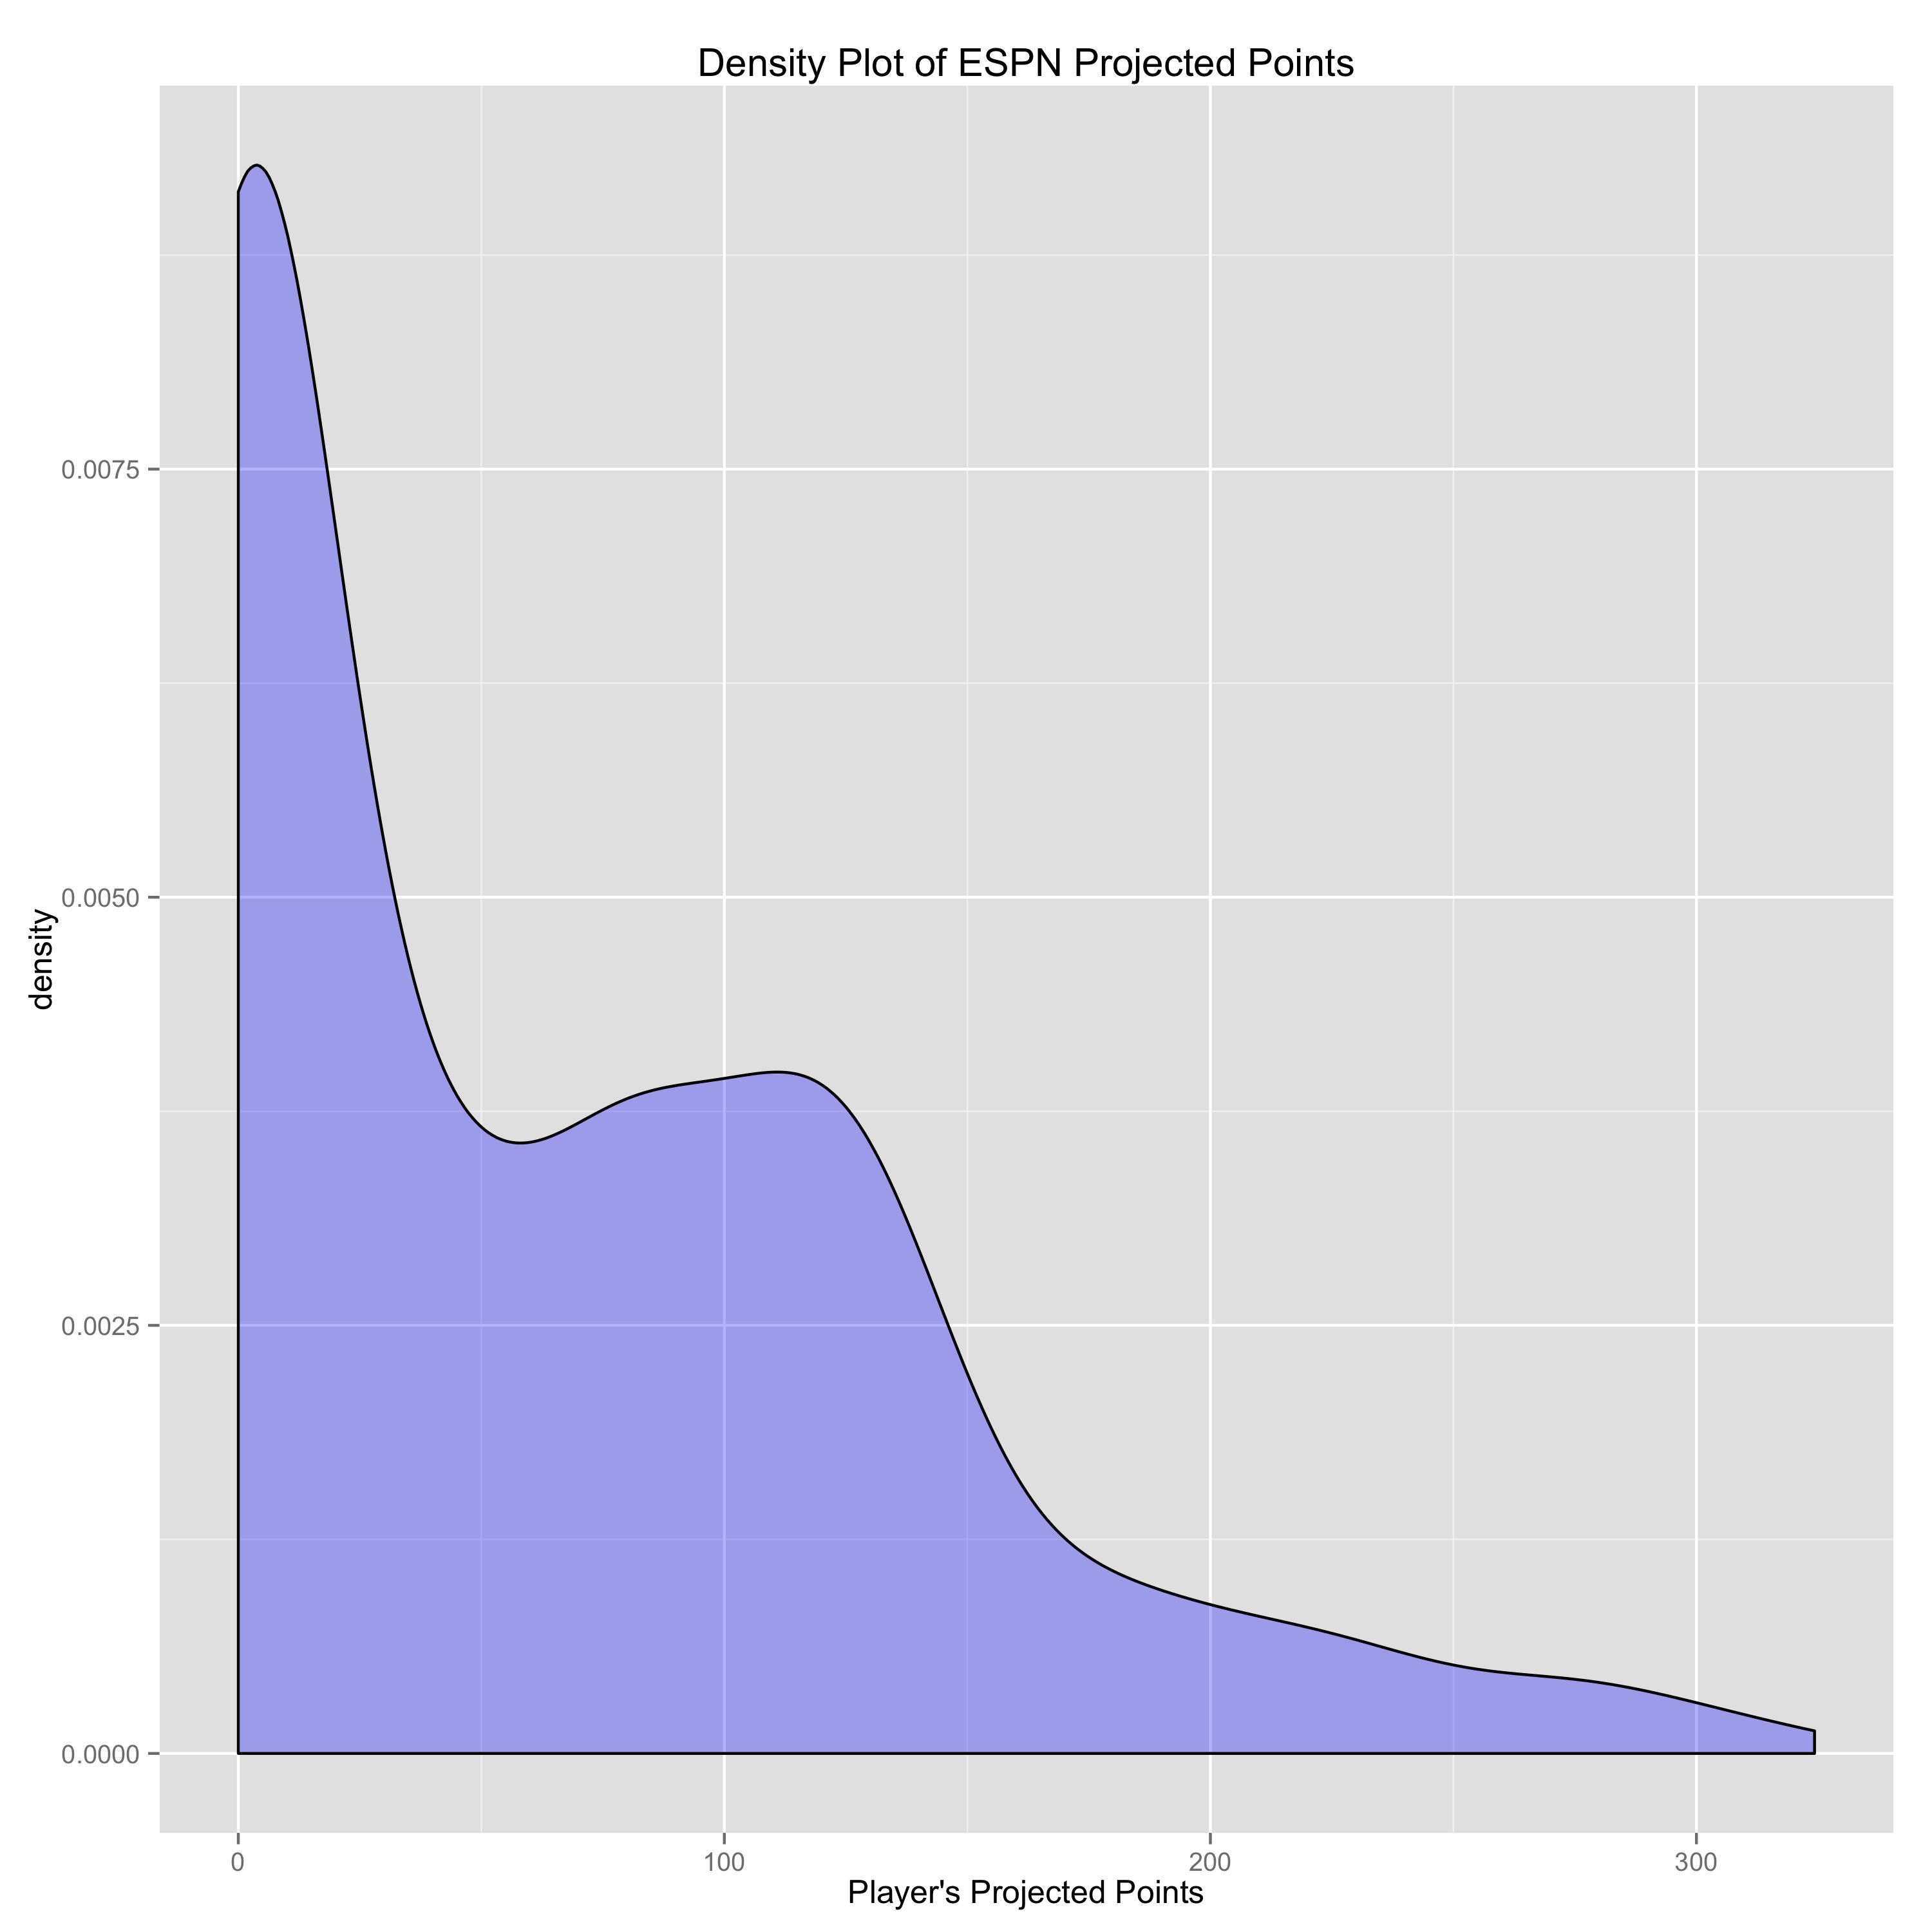 Density Plot of ESPN Projected Points
density
0.0075
0.0050
0.0025
0.0000
0 100 200 300
Player's Projected Points